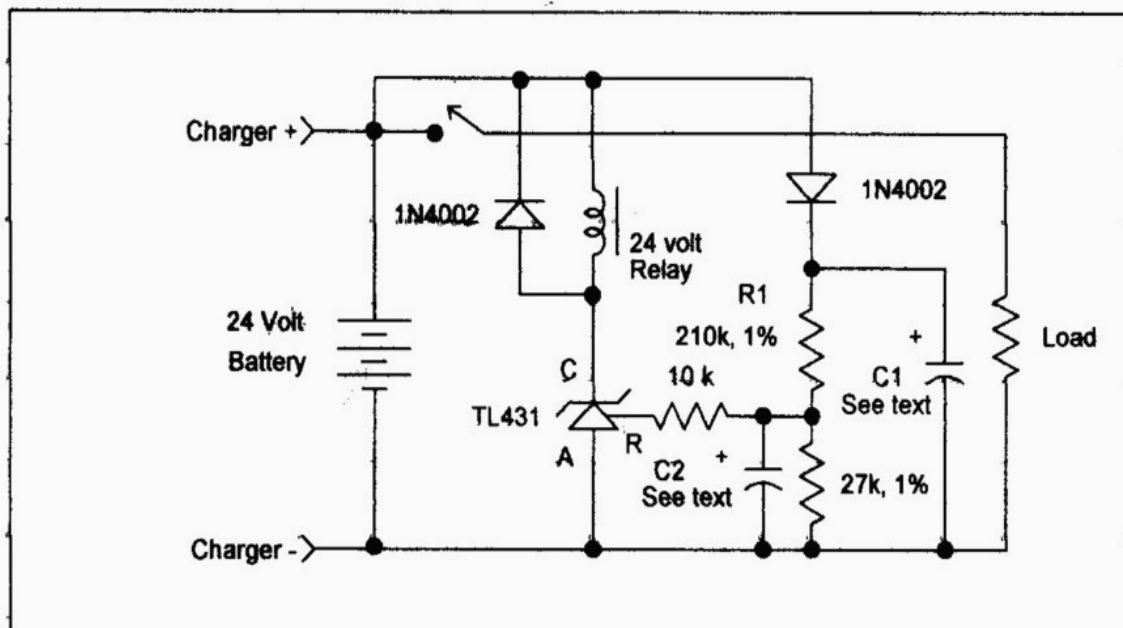 Charger +
1N4002
24 volt
Relay
1N4002
R1
210k, 1%
24 Volt
Battery
C
10 k
TL431
A
R
+
C2
See text
27k, 1%
+
C1
See text
Load
Charger -